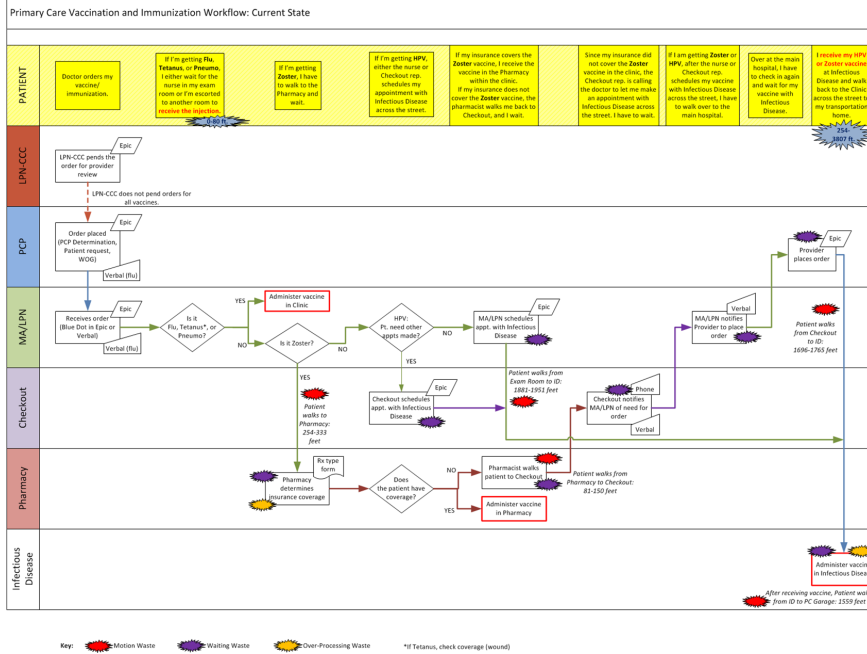 Primary Care Vaccination and Immunization Workflow: Current State
PATIENT
Doctor orders my
vaccine/
immunization.
If I'm getting Flu,
Tetanus, or Pneumo,
I either wait for the
nurse in my exam
room or I'm escorted
to another room to
receive the injection.
0-80 ft.
If I'm getting
Zoster, I have
to walk to the
Pharmacy and
wait.
If I'm getting HPV,
either the nurse or
Checkout rep.
schedules my
appointment with
Infectious Disease
across the street.
If my insurance covers the
Zoster vaccine, I receive the
vaccine in the Pharmacy
within the clinic.
If my insurance does not
cover the Zoster vaccine, the
pharmacist walks me back to
Checkout, and I wait.
Since my insurance did
not cover the Zoster
vaccine in the clinic, the
Checkout rep. is calling
the doctor to let me make
an appointment with
Infectious Disease across
the street. I have to wait.
If I am getting Zoster or
HPV, after the nurse or
Checkout rep.
schedules my vaccine
with Infectious Disease
across the street, I have
to walk over to the
main hospital.
Over at the main
hospital, I have
to check in again
and wait for my
vaccine with
Infectious
Disease.
I receive my HPV
or Zoster vaccine
at Infectious
Disease and walk
back to the Clinic
across the street to
my transportation
home.
254-
3807 ft.
LPN-CCC
LPN-CCC pends the
order for provider
review
Epic
LPN-CCC does not pend orders for
all vaccines.
PCP
Order placed
(PCP Determination,
Patient request,
WOG)
Epic
Verbal (flu)
Provider
places order
Epic
MA/LPN
Receives order
(Blue Dot in Epic or
Verbal)
Epic
Verbal (flu)
Is it
Flu, Tetanus*, or
Pneumo?
YES
NO
Administer vaccine
in Clinic
Is it Zoster?
NO
YES
HPV:
Pt. need other
appts made?
NO
YES
MA/LPN schedules
appt. with Infectious
Disease
Epic
MA/LPN notifies
Provider to place
order
Verbal
Patient walks
from Checkout
to ID:
1696-1765 feet
Checkout
Patient
walks to
Pharmacy:
254-333
feet
Checkout schedules
appt. with Infectious
Disease
Epic
Patient walks from
Exam Room to ID:
1881-1951 feet
Checkout notifies
MA/LPN of need for
order
Phone
Verbal
Pharmacy
Pharmacy
determines
insurance coverage
Rx type
form
Does
the patient have
coverage?
NO
YES
Pharmacist walks
patient to Checkout
Administer vaccine
in Pharmacy
Patient walks from
Pharmacy to Checkout:
81-150 feet
Infectious
Disease
Administer vaccin
in Infectious Disea
After receiving vaccine, Patient wal
from ID to PC Garage: 1559 feet
Key:
Motion Waste
Waiting Waste
Over-Processing Waste
*If Tetanus, check coverage (wound)